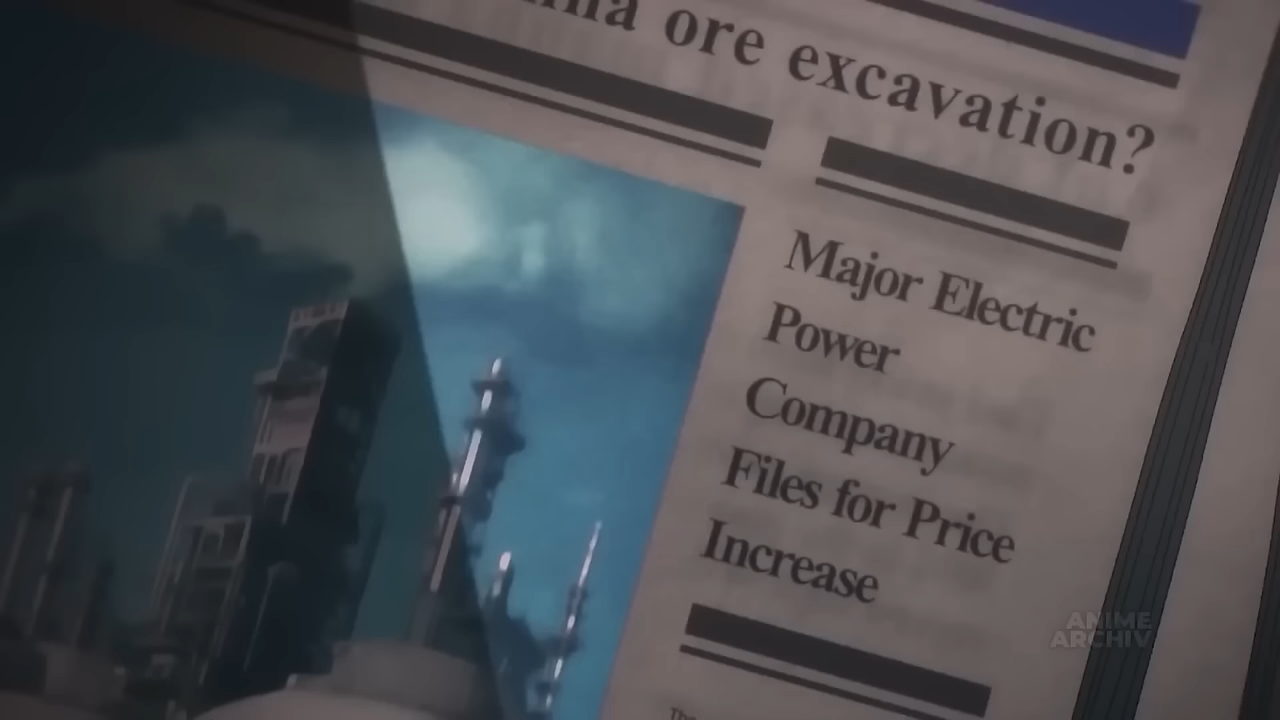 ore excavation?
Major Electric
Power
Company
Files for Price
Increase
ANIME
ARCHIV